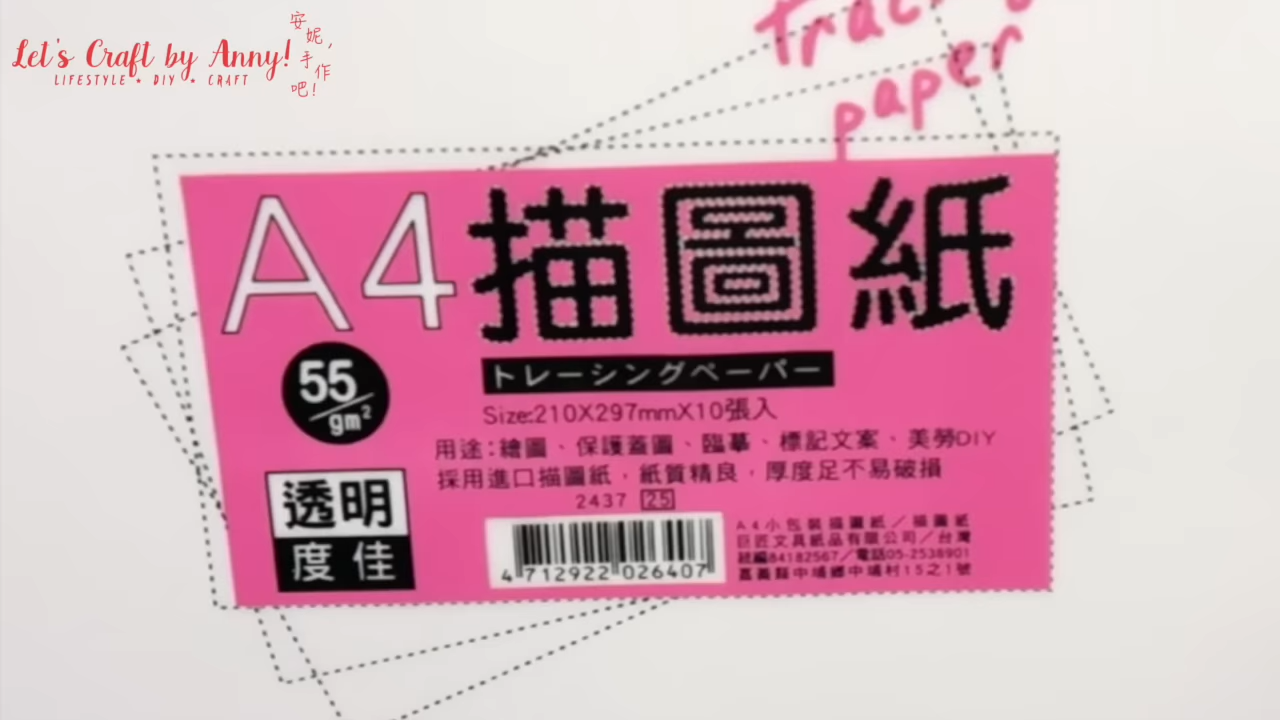 Let's Craft by Anny!
LIFESTYLE • DIY • CRAFT
安妮，手作吧!
tracing
paper
A4描圖紙
55/gm²
トレーシングペーパー
Size:210X297mmX10張入
用途：繪圖、保護蓋圖、臨摹、標記文案、美勞DIY
採用進口描圖紙，紙質精良，厚度足不易破損
2437 25
透明
度佳
4 712922 026407
A4小包裝描圖紙／描圖紙
巨匠文具紙品有限公司／台灣
統編84182567／電話05-2538901
嘉義縣中埔鄉中埔村15之1號